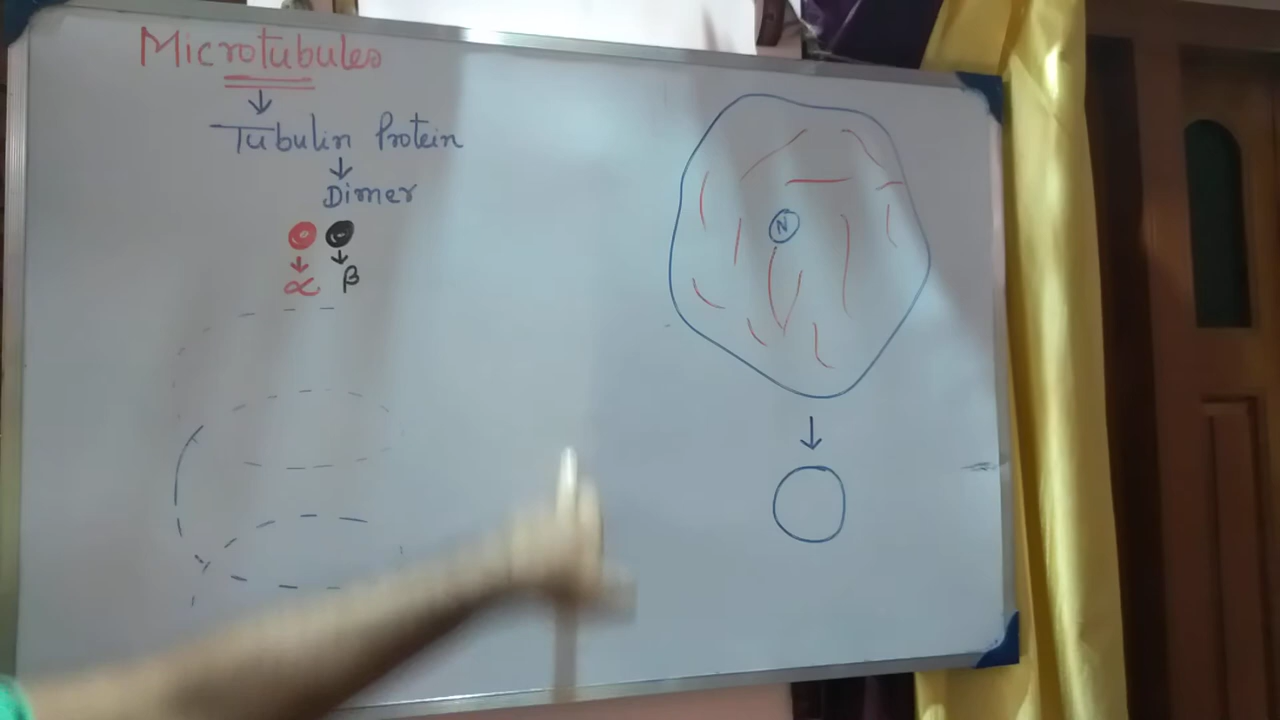 Microtubules
Tubulin Protein
Dimer
α β
N